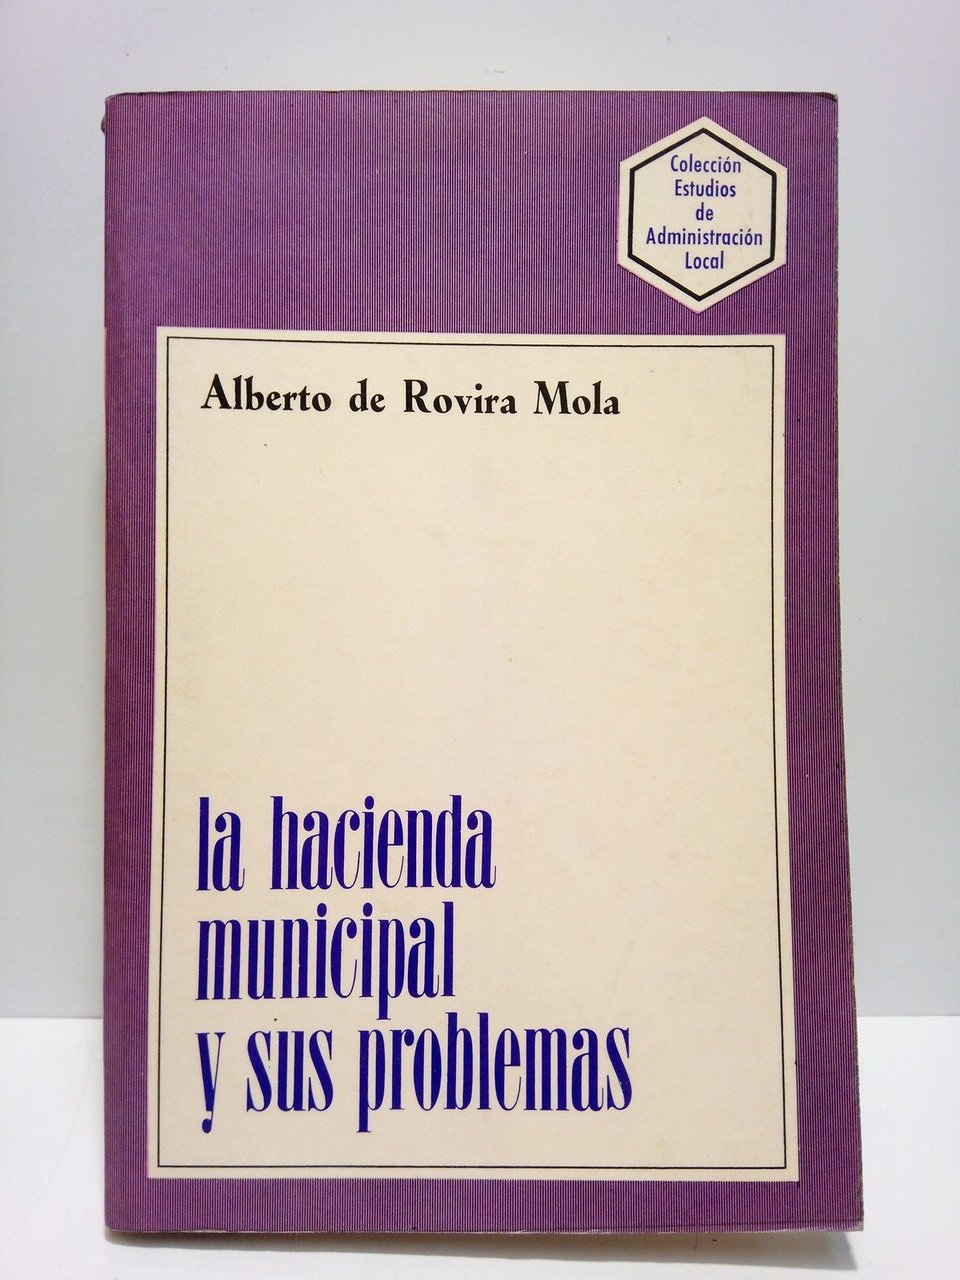 Colección
Estudios
de
Administración
Local
Alberto de Rovira Mola
la hacienda
municipal
y sus problemas